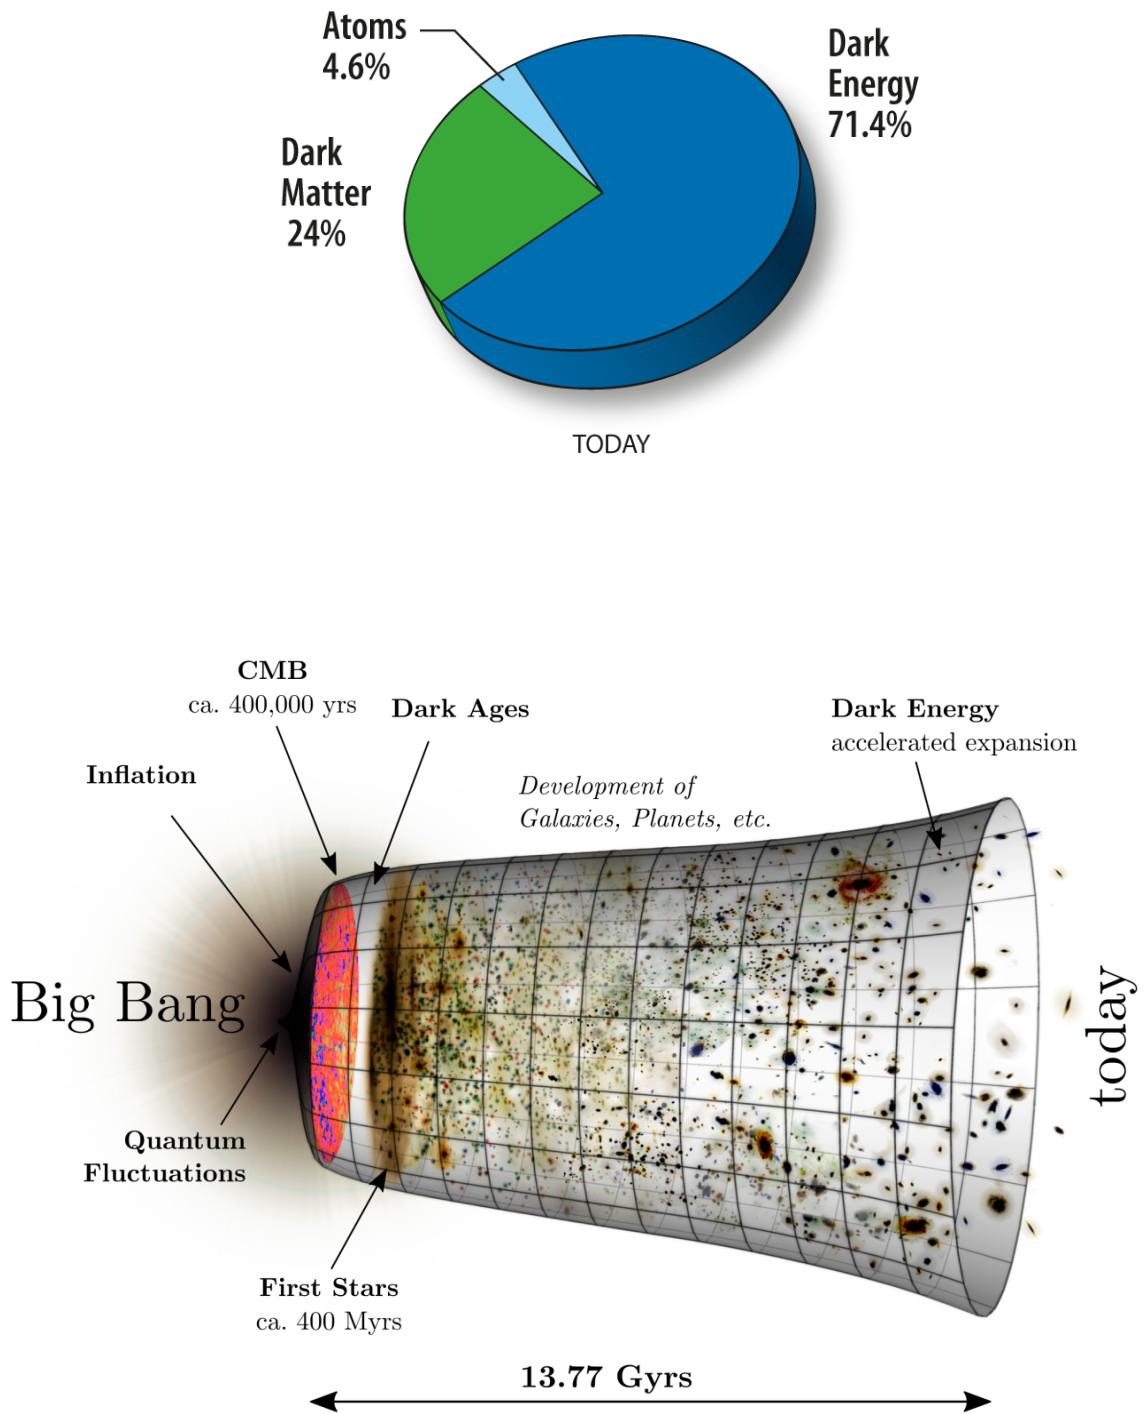 Atoms
4.6%
Dark
Energy
71.4%
Dark
Matter
24%
TODAY
CMB
ca. 400,000 yrs
Dark Ages
Dark Energy
accelerated expansion
Inflation
Development of
Galaxies, Planets, etc.
Big Bang
today
Quantum
Fluctuations
First Stars
ca. 400 Myrs
13.77 Gyrs